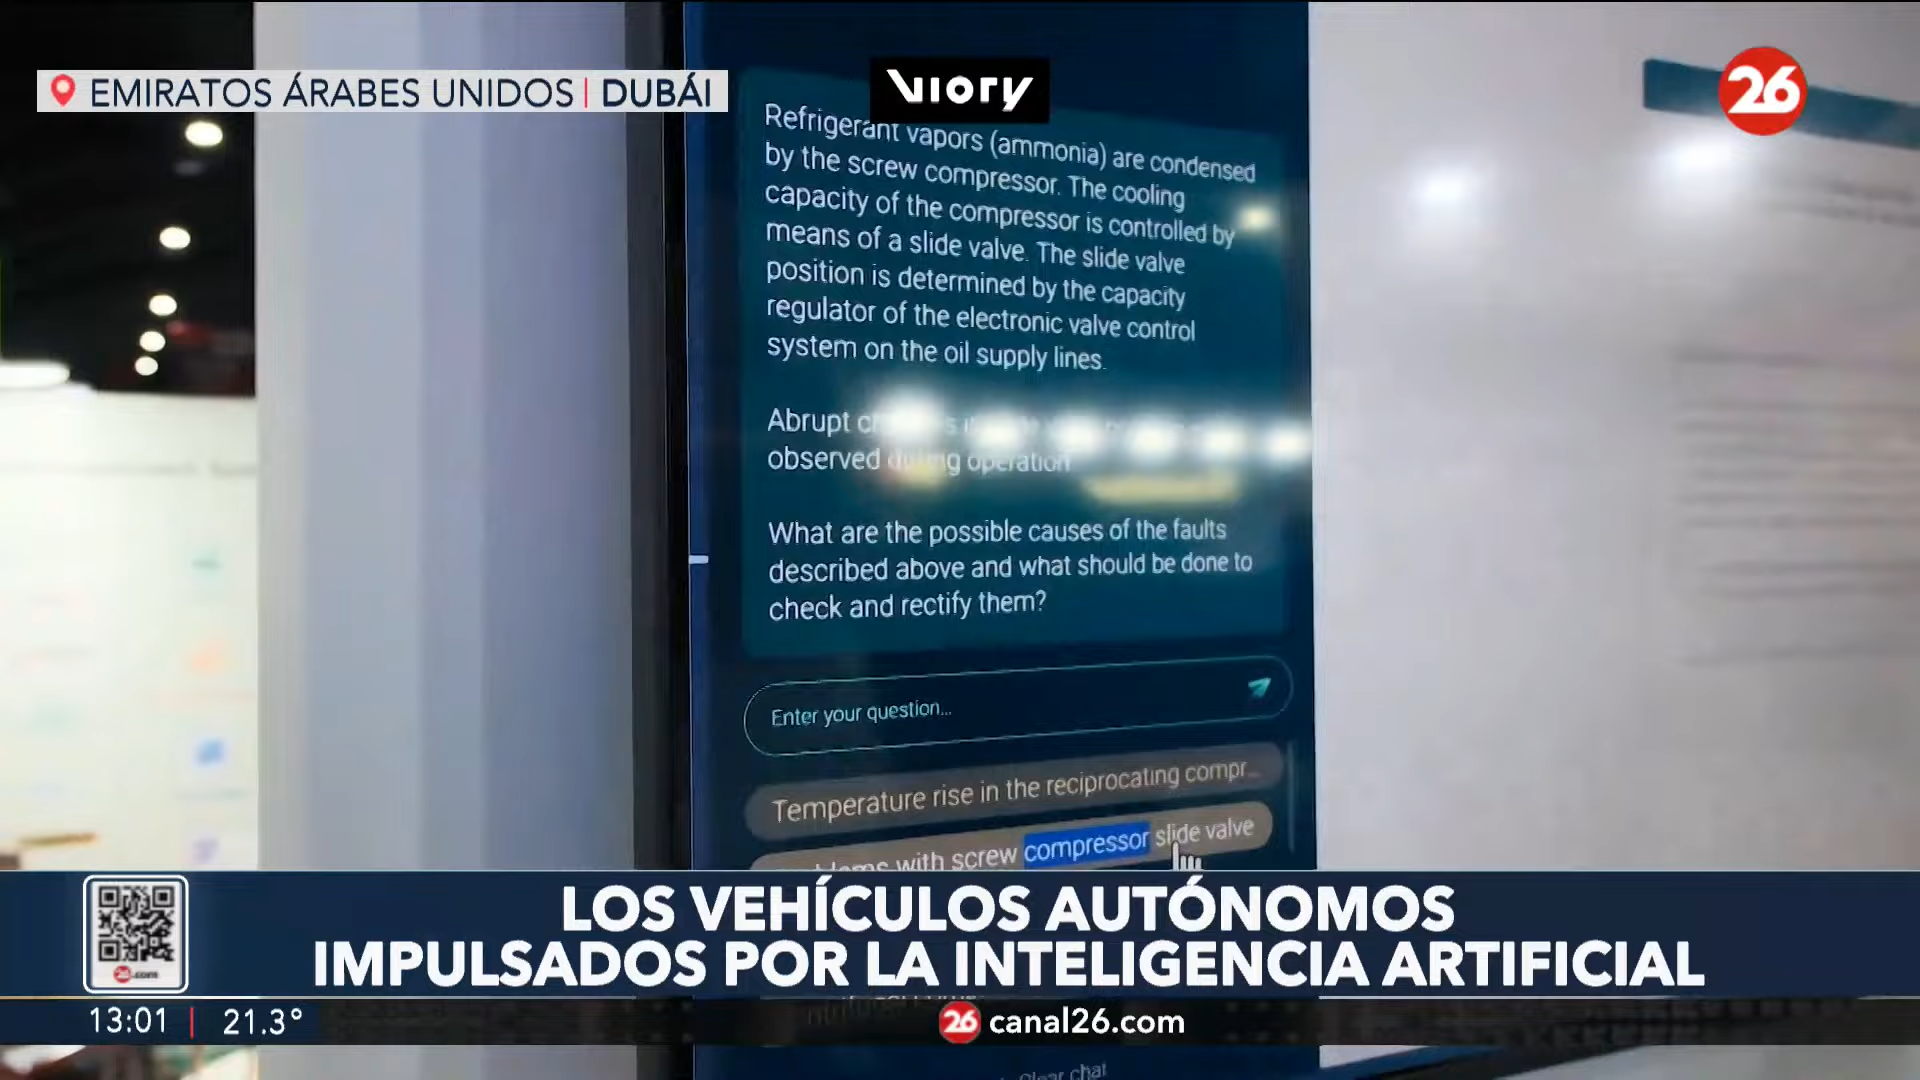 EMIRATOS ÁRABES UNIDOS | DUBÁI
VIORY
26
Refrigerant vapors (ammonia) are condensed
by the screw compressor. The cooling
capacity of the compressor is controlled by
means of a slide valve. The slide valve
position is determined by the capacity
regulator of the electronic valve control
system on the oil supply lines.
Abrupt
observed during operation
What are the possible causes of the faults
described above and what should be done to
check and rectify them?
Enter your question...
Temperature rise in the reciprocating compr...
with screw compressor slide valve
LOS VEHÍCULOS AUTÓNOMOS
IMPULSADOS POR LA INTELIGENCIA ARTIFICIAL
26.com
13:01 | 21.3°
26 canal26.com
Clear chat